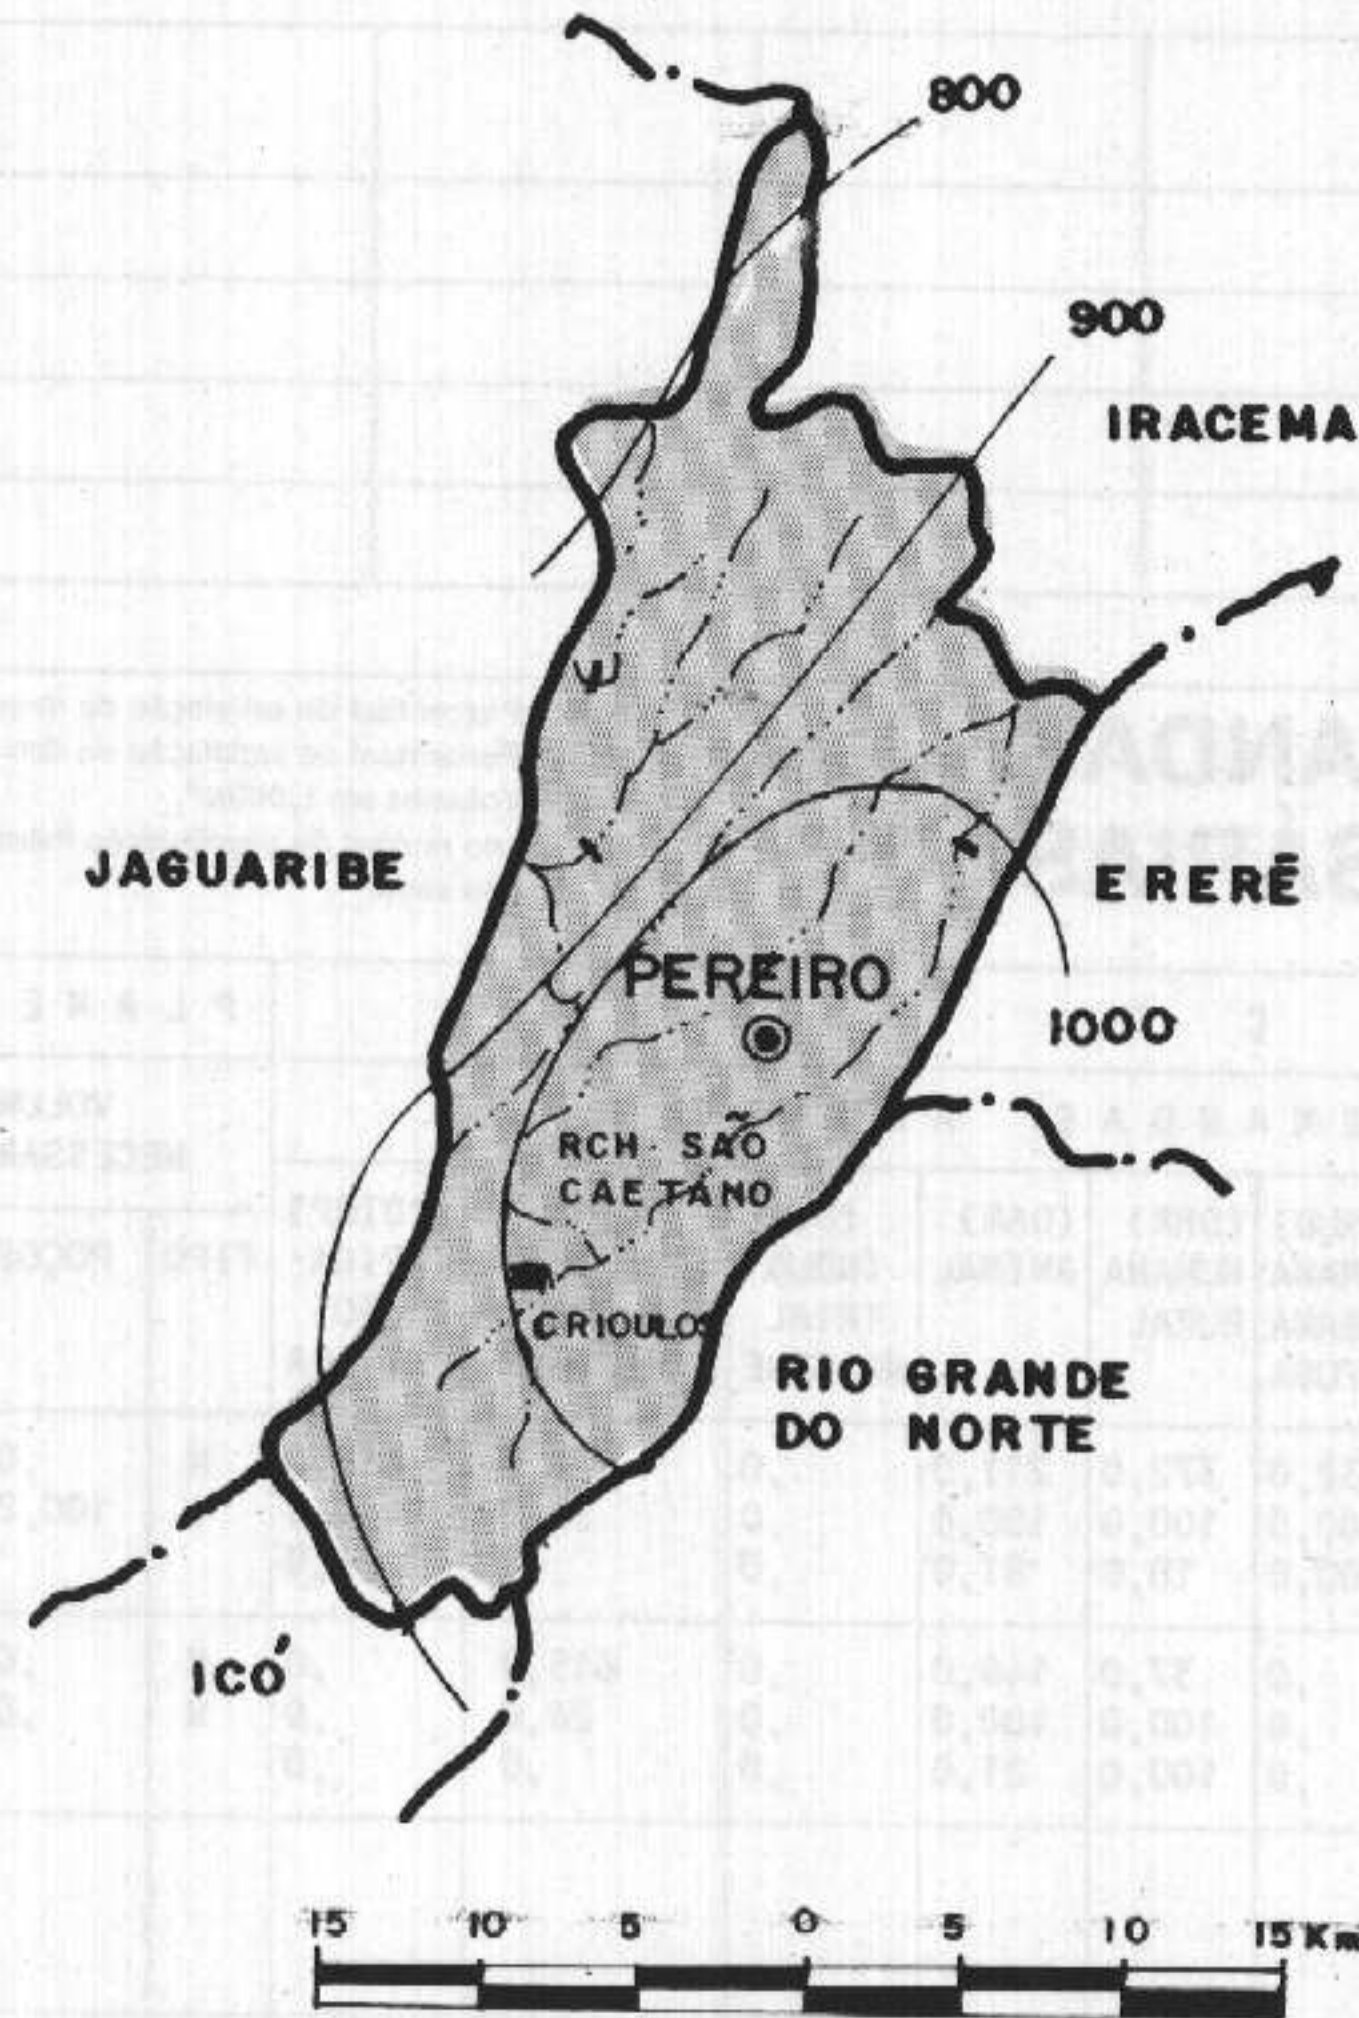 800
900
IRACEMA
JAGUARIBE
ERERÊ
PEREIRO
1000
RCH. SÃO
CAETANO
CRIOULOS
RIO GRANDE
DO NORTE
ICÓ
15 10 5 0 5 10 15 Km